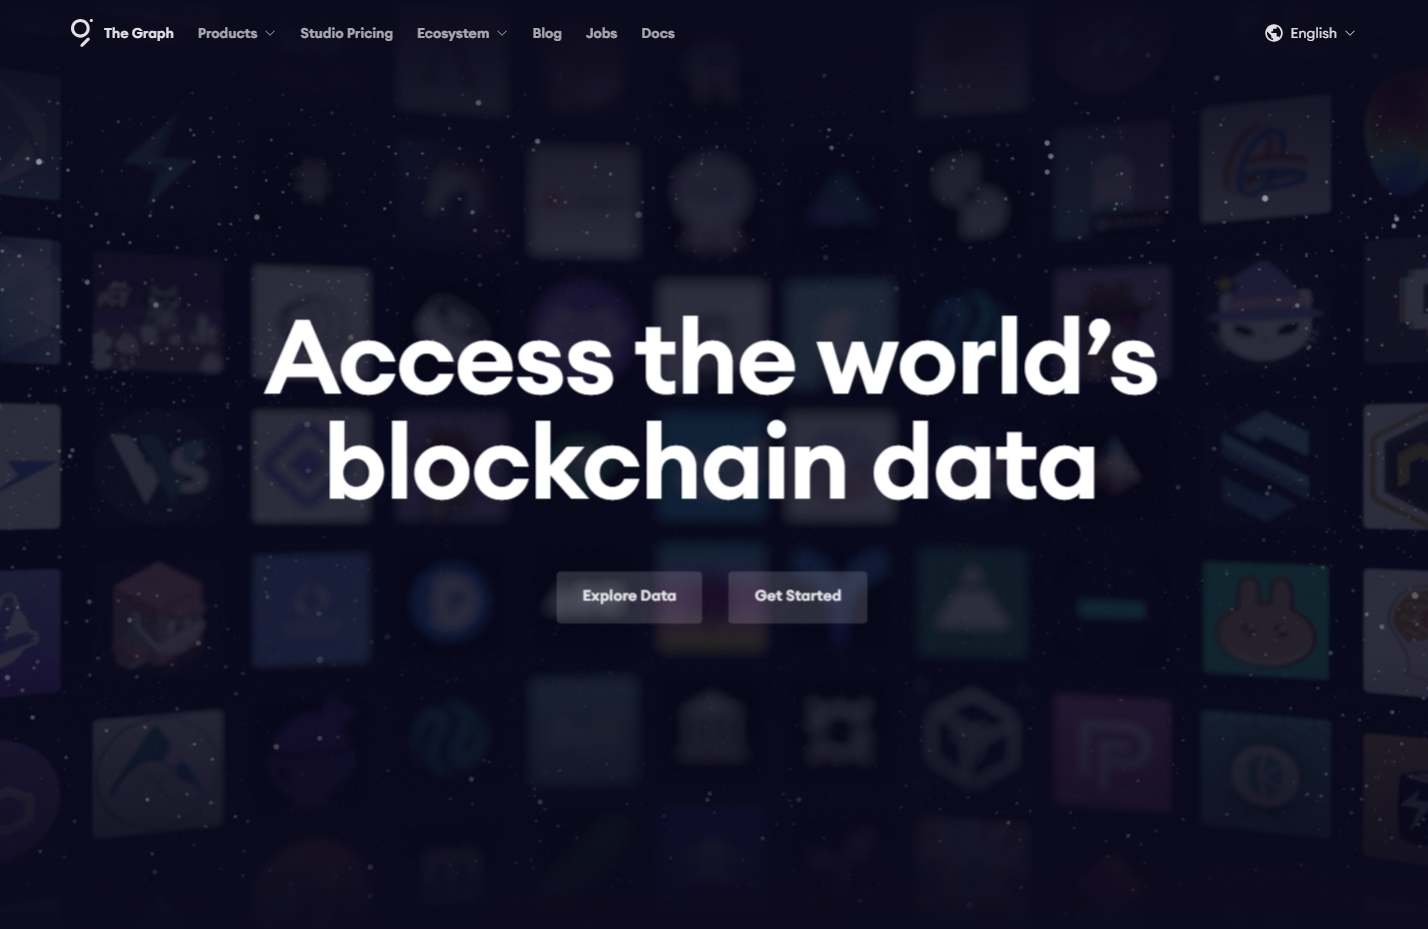 The Graph
Products
Studio Pricing
Ecosystem
Blog
Jobs
Docs
English
Access the world’s
blockchain data
Explore Data
Get Started